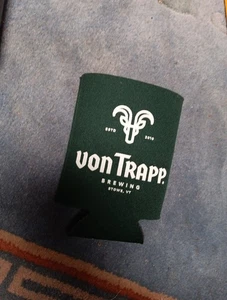 ESTD 2010
VON TRAPP.
BREWING
STOWE, VT